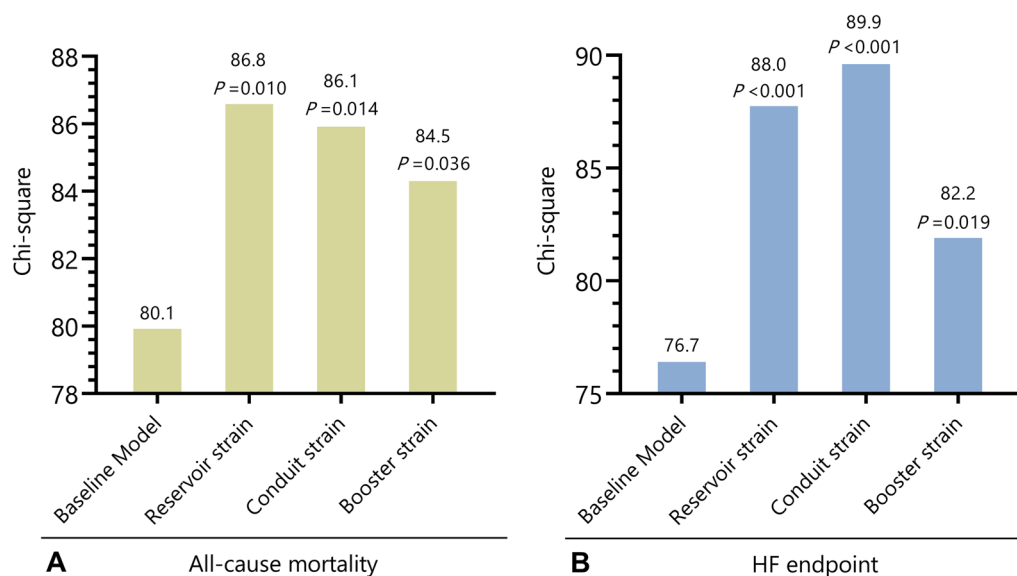 88
86
84
82
80
78
Chi-square
80.1
86.8
P=0.010
86.1
P=0.014
84.5
P=0.036
Baseline Model
Reservoir strain
Conduit strain
Booster strain
A
All-cause mortality
90
85
80
75
Chi-square
76.7
88.0
P<0.001
89.9
P<0.001
82.2
P=0.019
Baseline Model
Reservoir strain
Conduit strain
Booster strain
B
HF endpoint